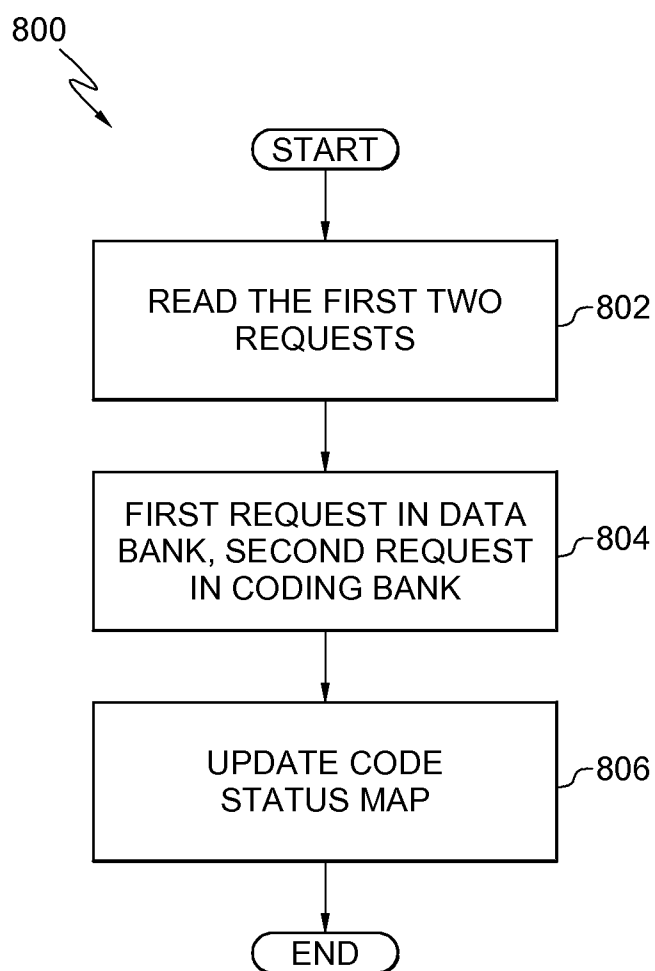 800
START
READ THE FIRST TWO
REQUESTS
802
FIRST REQUEST IN DATA
BANK, SECOND REQUEST
IN CODING BANK
804
UPDATE CODE
STATUS MAP
806
END